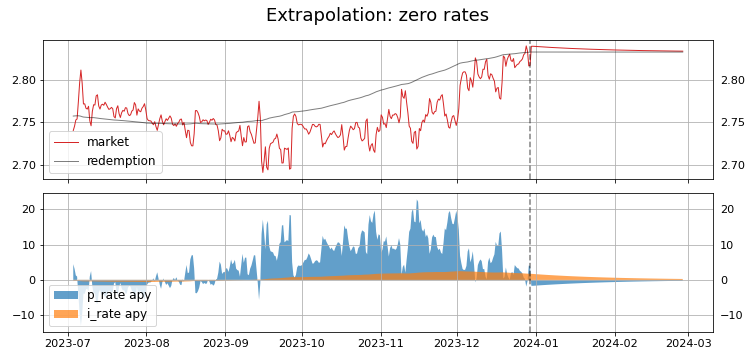 Extrapolation: zero rates
2.80 2.80
2.75 2.75
2.70 2.70
market
redemption
20 20
10 10
0 0
−10 −10
p_rate apy
i_rate apy
2023-07 2023-08 2023-09 2023-10 2023-11 2023-12 2024-01 2024-02 2024-03